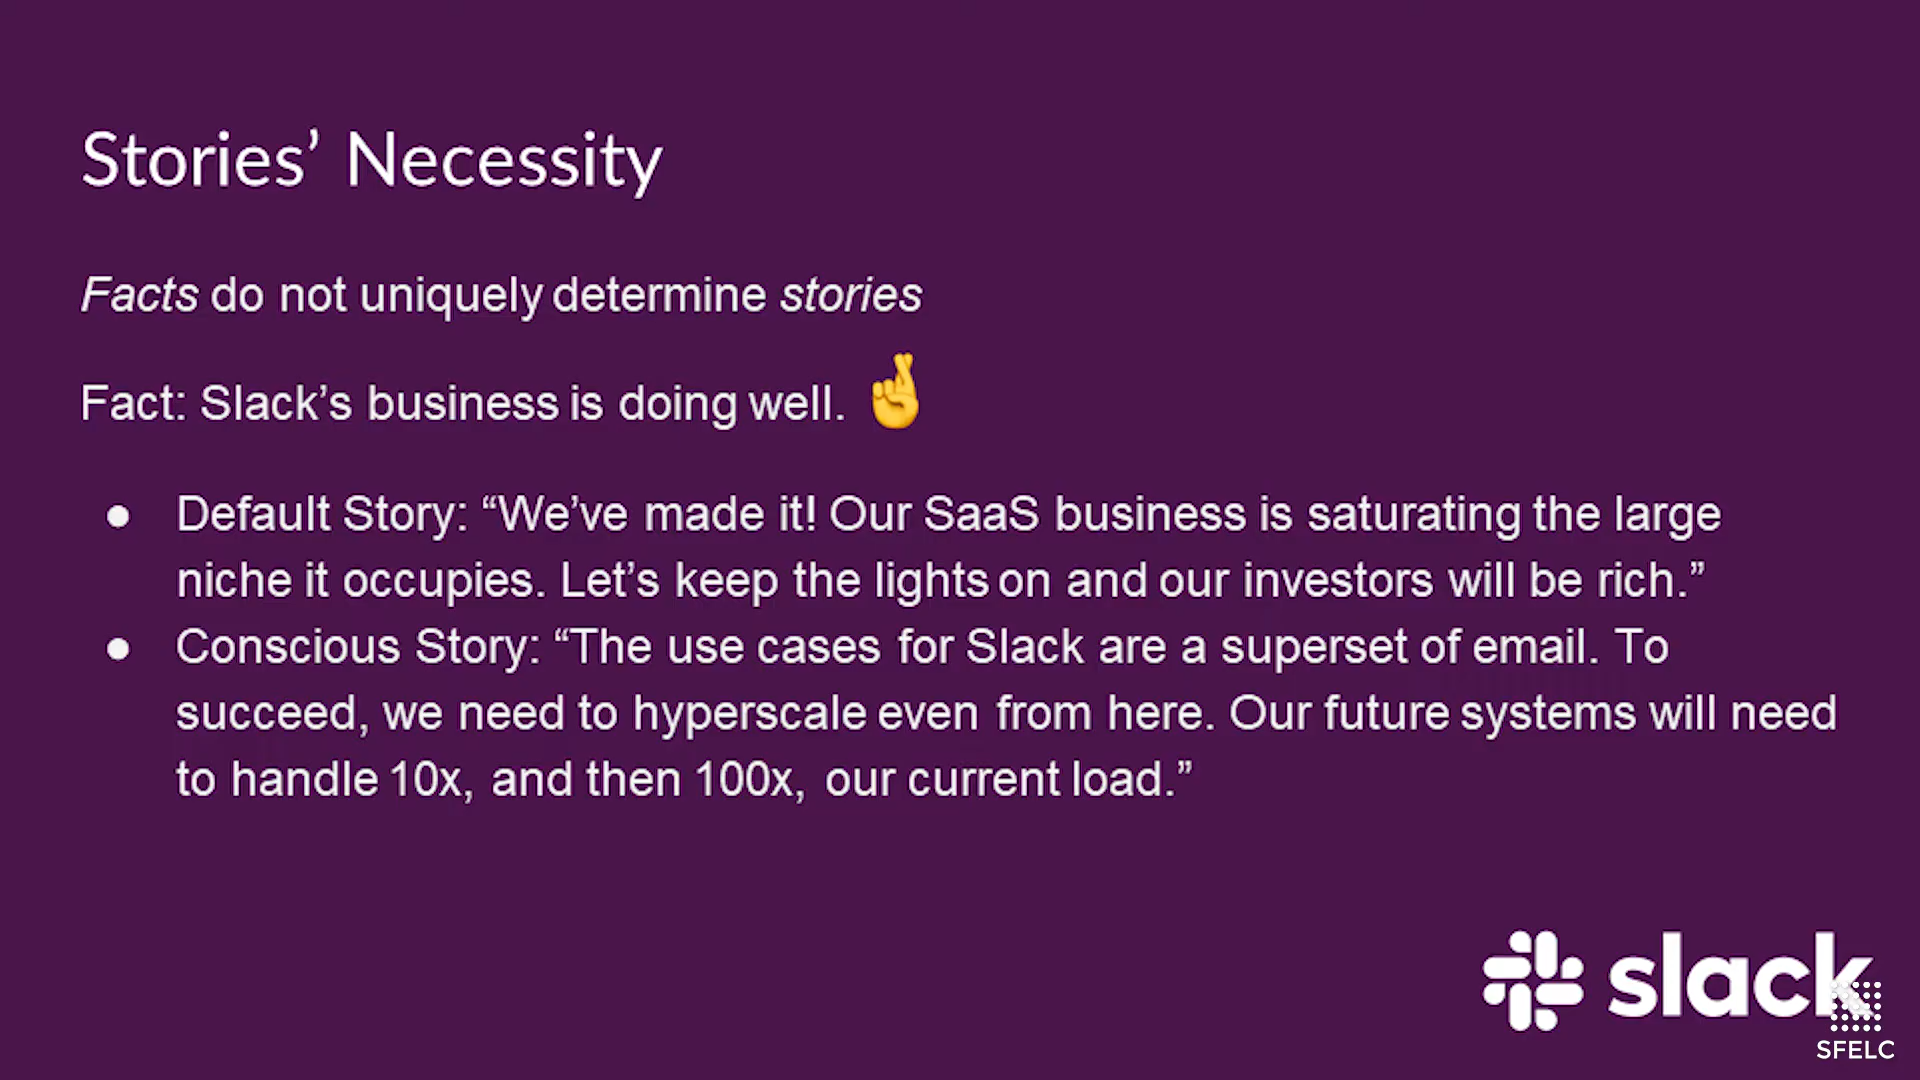 Stories’ Necessity
Facts do not uniquely determine stories
Fact: Slack’s business is doing well. 🤞
● Default Story: “We’ve made it! Our SaaS business is saturating the large
niche it occupies. Let’s keep the lights on and our investors will be rich.”
● Conscious Story: “The use cases for Slack are a superset of email. To
succeed, we need to hyperscale even from here. Our future systems will need
to handle 10x, and then 100x, our current load.”
slack
SFELC